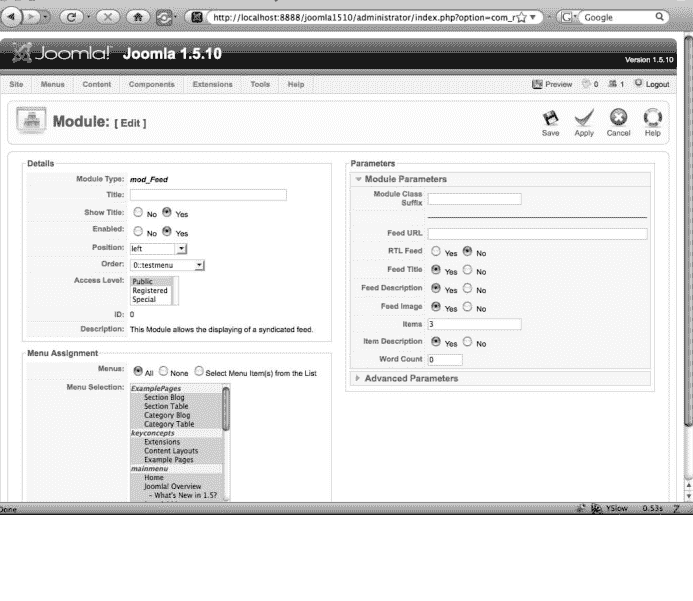 http://localhost:8888/joomla1510/administrator/index.php?option=com_r
Google
Joomla! Joomla 1.5.10
Version 1.5.10
Site Menus Content Components Extensions Tools Help
Preview 0 1 Logout
Module: [ Edit ]
Save Apply Cancel Help
Details
Module Type: mod_Feed
Title:
Show Title: No Yes
Enabled: No Yes
Position: left
Order: 0::testmenu
Access Level: Public
Registered
Special
ID: 0
Description: This Module allows the displaying of a syndicated feed.
Menu Assignment
Menus: All None Select Menu Item(s) from the List
Menu Selection: ExamplePages
Section Blog
Section Table
Category Blog
Category Table
keyconcepts
Extensions
Content Layouts
Example Pages
mainmenu
Home
Joomla! Overview
- What's New in 1.5?
Parameters
Module Parameters
Module Class
Suffix
Feed URL
RTL Feed Yes No
Feed Title Yes No
Feed Description Yes No
Feed Image Yes No
Items 3
Item Description Yes No
Word Count 0
Advanced Parameters
Done
YSlow 0.53s